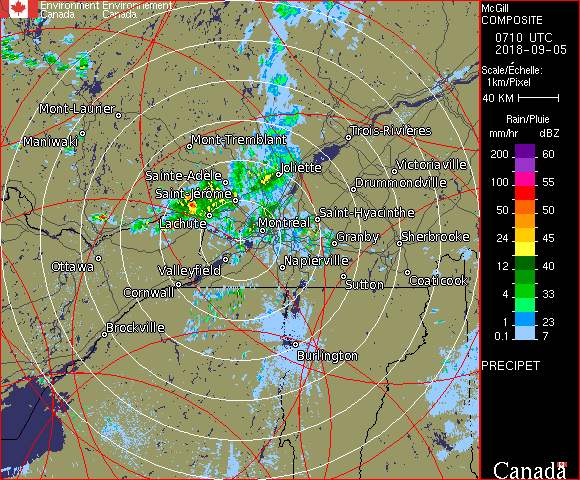 Environment Environnement
Canada Canada
McGill
COMPOSITE
0710 UTC
2018-09-05
Scale/Échelle:
1km/Pixel
40 KM
Rain/Pluie
mm/hr dBZ
200 60
150 57
100 55
50 50
24 45
12 40
4 33
1 23
0.1 7
PRECIPET
Canada
Mont-Laurier
Maniwaki
Mont-Tremblant
Trois-Rivières
Sainte-Adèle
Joliette
Victoriaville
Saint-Jérôme
Drummondville
Lachute
Montréal
Saint-Hyacinthe
Granby
Sherbrooke
Ottawa
Valleyfield
Napierville
Cornwall
Sutton
Coaticook
Brockville
Burlington